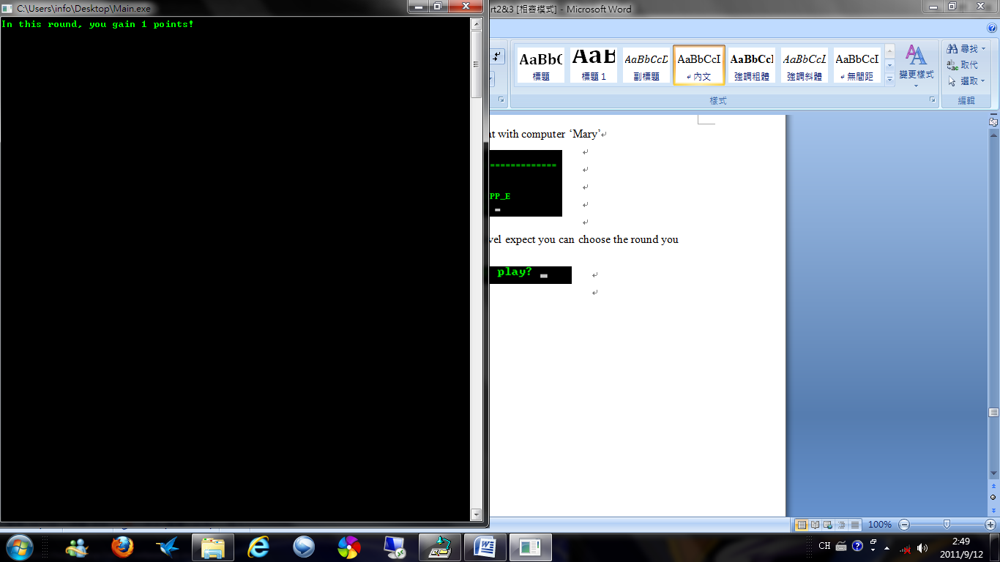 C:\Users\info\Desktop\Main.exe
rt2&3 [相容模式] - Microsoft Word
In this round, you gain 1 points!
AaBbC
標題
AaB
標題 1
AaBbCcD
副標題
AaBbCcI
↵ 內文
AaBbCcI
強調粗體
AaBbCcL
強調斜體
AaBbCcI
↵ 無間距
變更樣式
樣式
尋找
取代
選取
編輯
nt with computer ‘Mary’
=============
PP_E
vel expect you can choose the round you
play?
100%
CH
2:49
2011/9/12